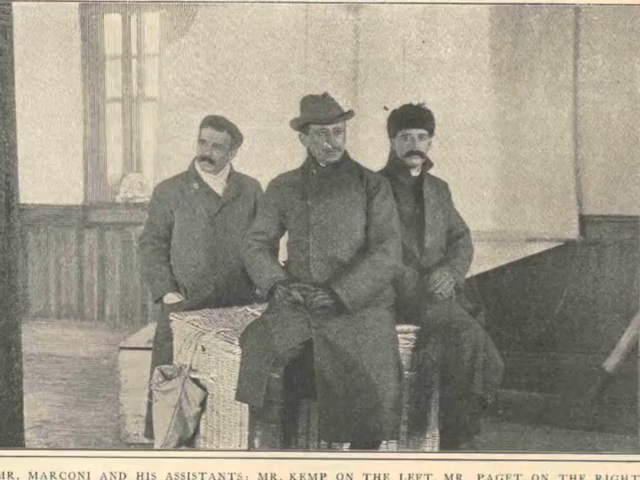 MR. MARCONI AND HIS ASSISTANTS: MR. KEMP ON THE LEFT, MR. PAGET ON THE RIGHT